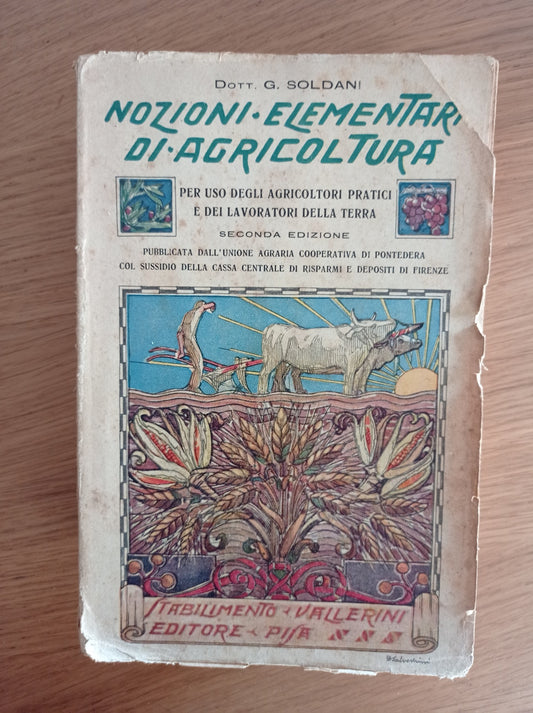 Dott. G. SOLDANI
NOZIONI · ELEMENTARI
DI · AGRICOLTURA
PER USO DEGLI AGRICOLTORI PRATICI
E DEI LAVORATORI DELLA TERRA
SECONDA EDIZIONE
PUBBLICATA DALL'UNIONE AGRARIA COOPERATIVA DI PONTEDERA
COL SUSSIDIO DELLA CASSA CENTRALE DI RISPARMI E DEPOSITI DI FIRENZE
STABILIMENTO · VALLERINI
EDITORE · PISA